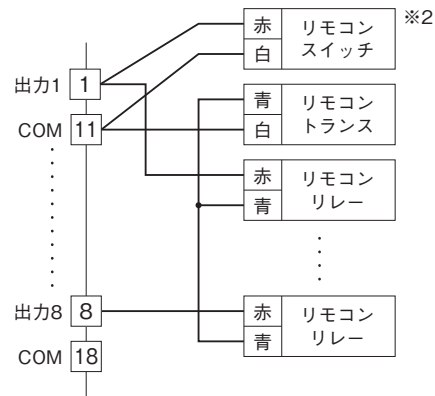 ※2
赤 リモコン
白 スイッチ
出力1 1
COM 11
青 リモコン
白 トランス
赤 リモコン
青 リレー
出力8 8
COM 18
赤 リモコン
青 リレー